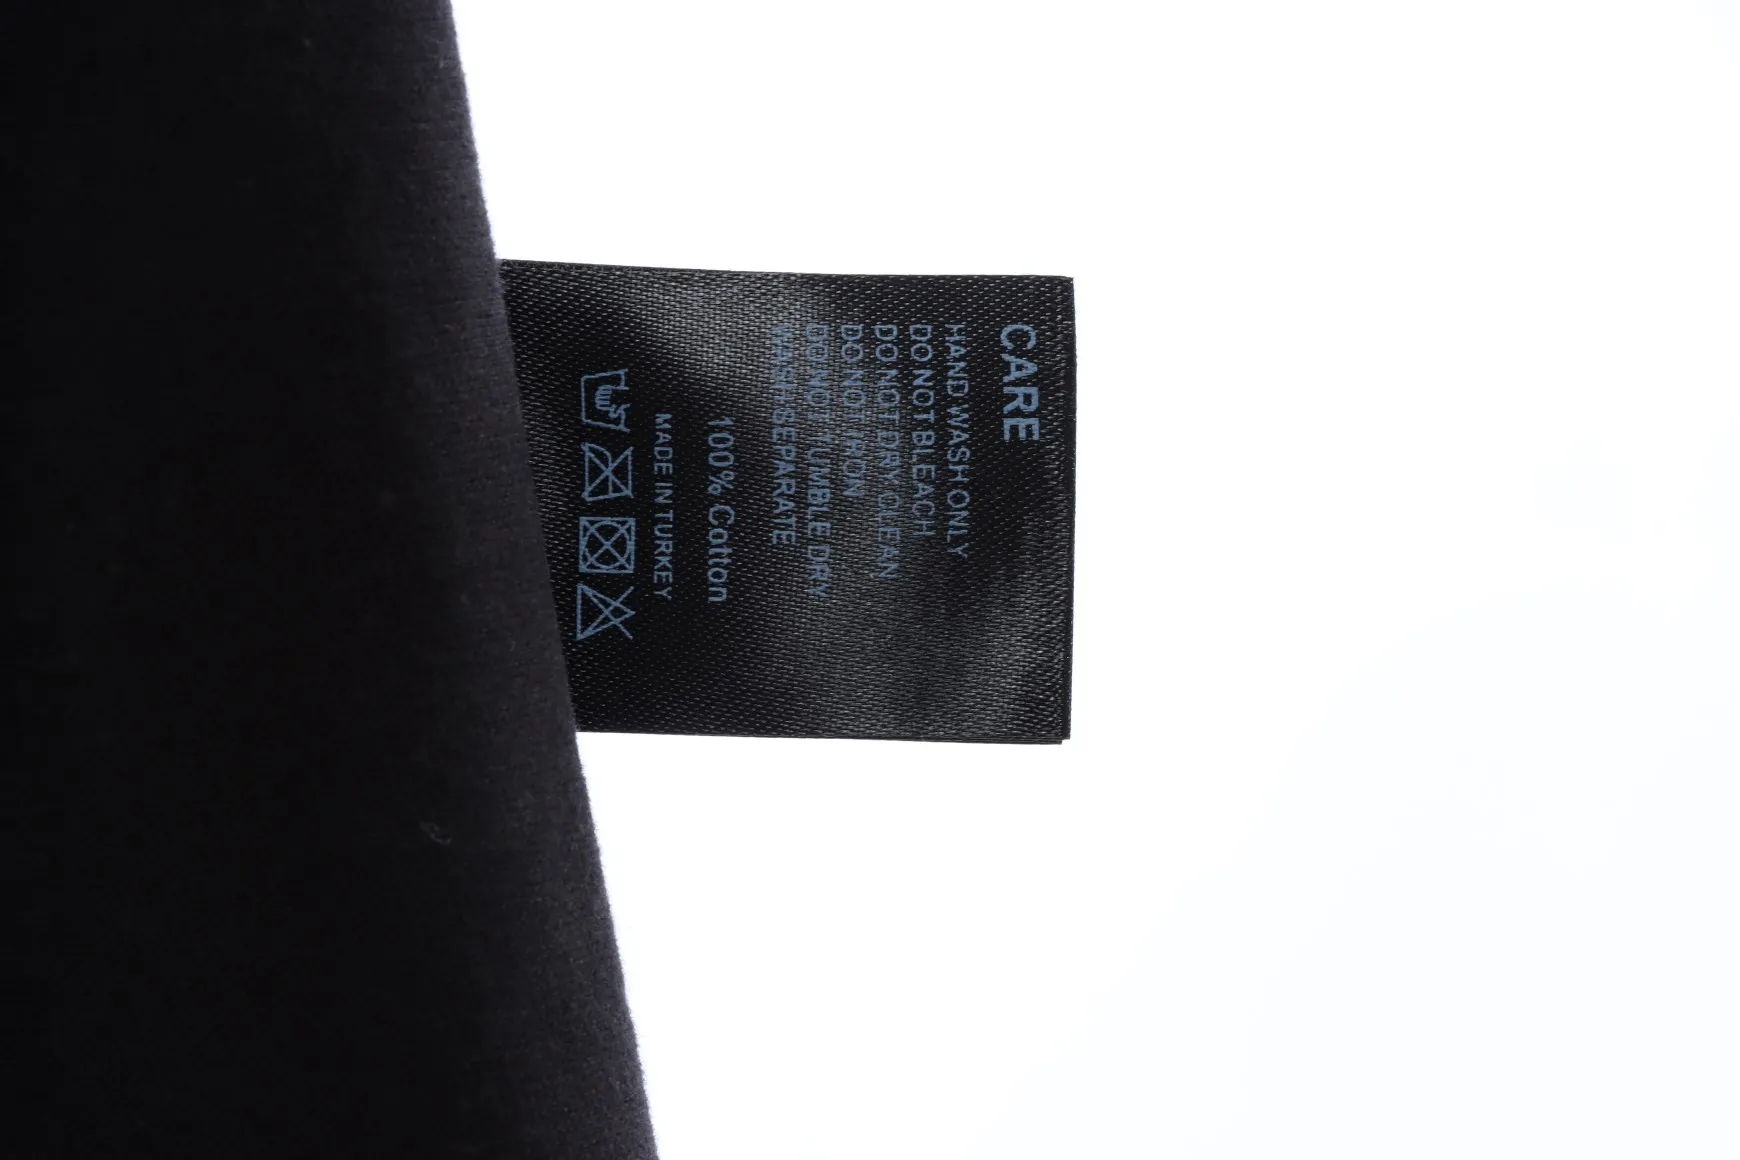 CARE
HAND WASH ONLY
DO NOT BLEACH
DO NOT DRY CLEAN
DO NOT IRON
DO NOT TUMBLE DRY
WASH SEPARATE
100% Cotton
MADE IN TURKEY